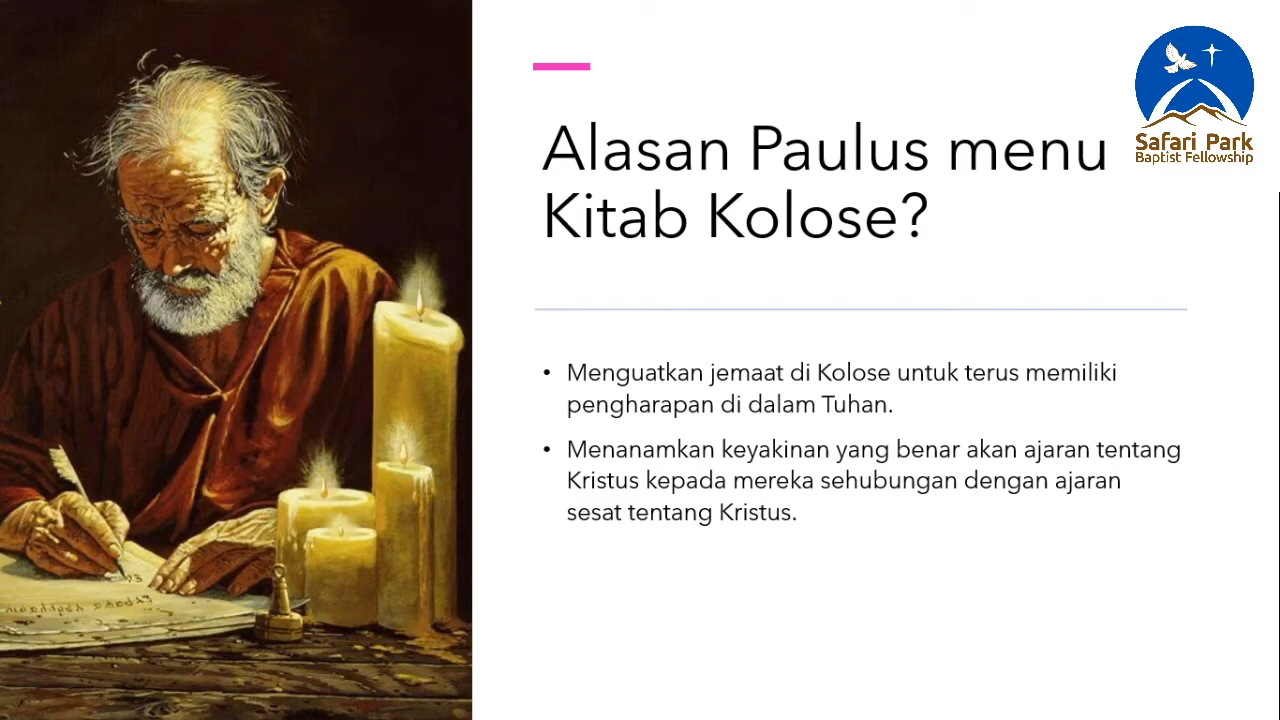 Alasan Paulus menu
Kitab Kolose?
Safari Park
Baptist Fellowship
• Menguatkan jemaat di Kolose untuk terus memiliki
pengharapan di dalam Tuhan.
• Menanamkan keyakinan yang benar akan ajaran tentang
Kristus kepada mereka sehubungan dengan ajaran
sesat tentang Kristus.